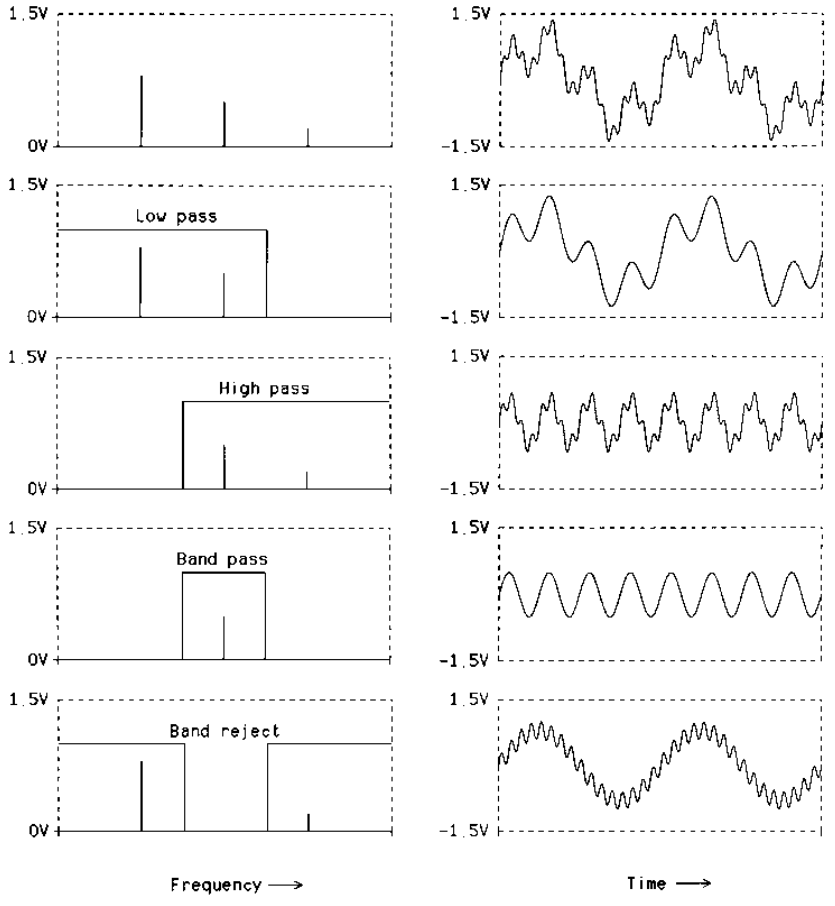 1.5V
0V
1.5V
-1.5V
1.5V
Low pass
0V
1.5V
-1.5V
1.5V
High pass
0V
1.5V
-1.5V
1.5V
Band pass
0V
1.5V
-1.5V
1.5V
Band reject
0V
1.5V
-1.5V
Frequency →
Time →